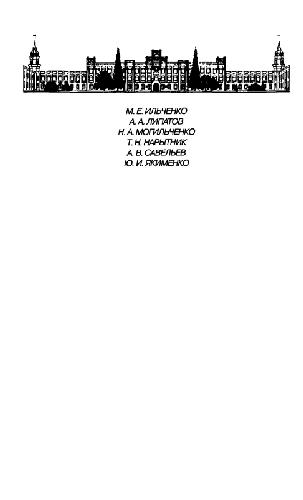 М. Е. ИЛЬЧЕНКО
А. А. ЛИПАТОВ
Н. А. МОГИЛЬЧЕНКО
Т. Н. НАРЫТНИК
А. В. САВЕЛЬЕВ
Ю. И. ЯКИМЕНКО